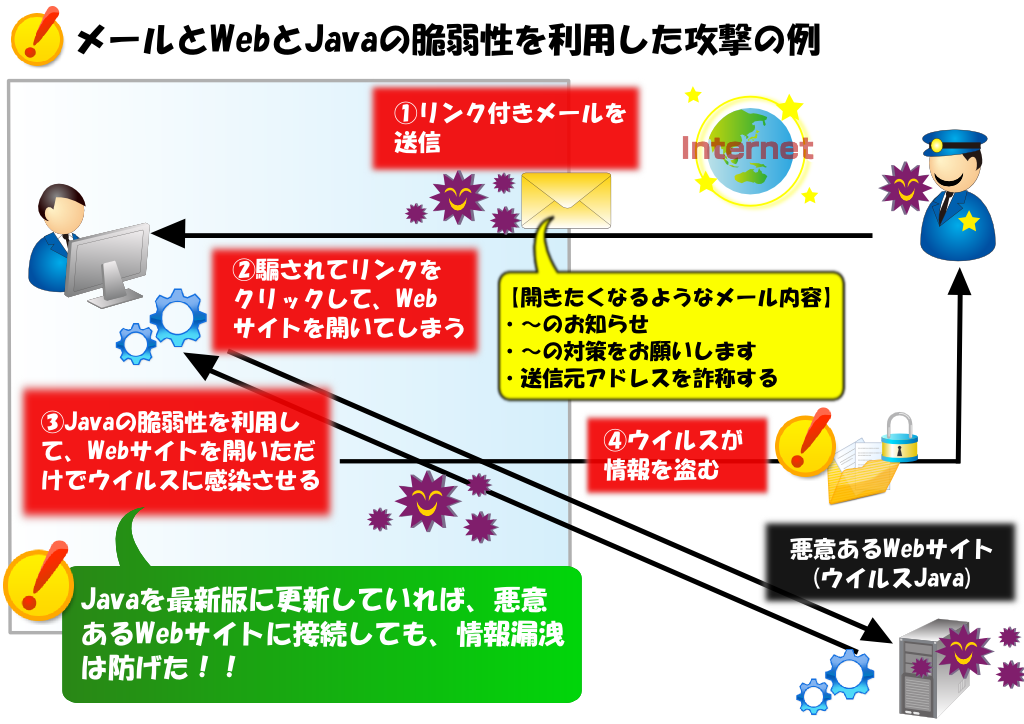 メールとWebとJavaの脆弱性を利用した攻撃の例
①リンク付きメールを
送信
Internet
②騙されてリンクを
クリックして、Web
サイトを開いてしまう
【開きたくなるようなメール内容】
・～のお知らせ
・～の対策をお願いします
・送信元アドレスを詐称する
③Javaの脆弱性を利用し
て、Webサイトを開いただ
けでウイルスに感染させる
④ウイルスが
情報を盗む
悪意あるWebサイト
(ウイルスJava)
Javaを最新版に更新していれば、悪意
あるWebサイトに接続しても、情報漏洩
は防げた！！